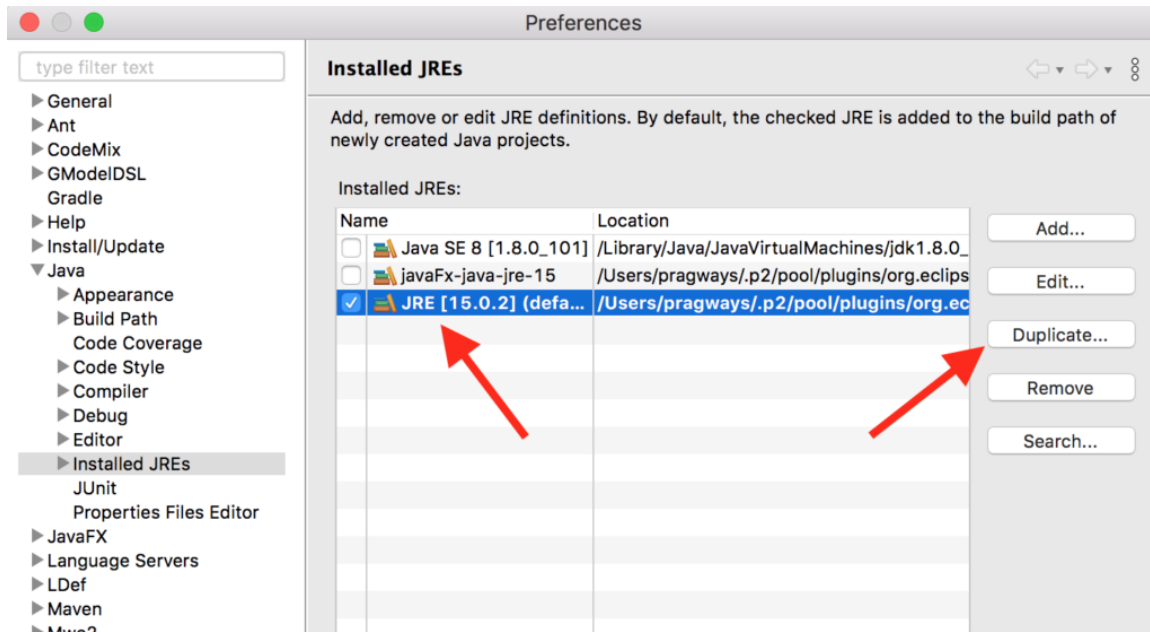 Preferences
type filter text
General
Ant
CodeMix
GModelDSL
Gradle
Help
Install/Update
Java
Appearance
Build Path
Code Coverage
Code Style
Compiler
Debug
Editor
Installed JREs
JUnit
Properties Files Editor
JavaFX
Language Servers
LDef
Maven
Installed JREs
Add, remove or edit JRE definitions. By default, the checked JRE is added to the build path of
newly created Java projects.
Installed JREs:
Name Location
Java SE 8 [1.8.0_101] /Library/Java/JavaVirtualMachines/jdk1.8.0_
javaFx-java-jre-15 /Users/pragways/.p2/pool/plugins/org.eclips
JRE [15.0.2] (defa... /Users/pragways/.p2/pool/plugins/org.ec
Add...
Edit...
Duplicate...
Remove
Search...